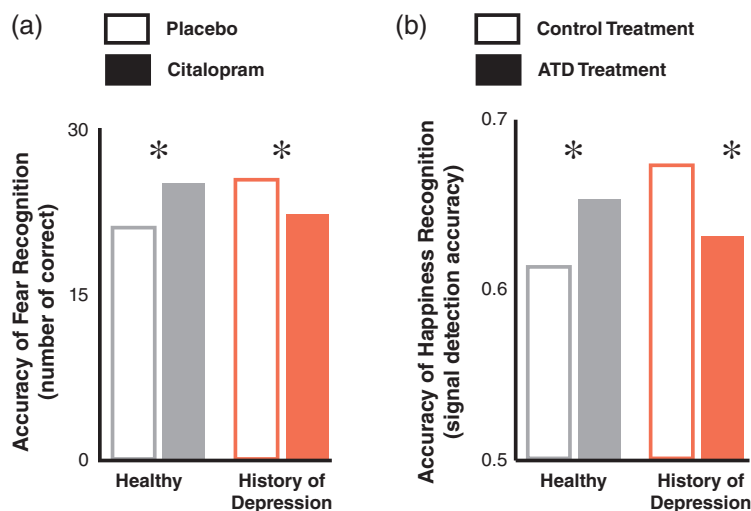 (a)
Placebo
Citalopram
Accuracy of Fear Recognition
(number of correct)
30
15
0
*
*
Healthy
History of
Depression
(b)
Control Treatment
ATD Treatment
Accuracy of Happiness Recognition
(signal detection accuracy)
0.7
0.6
0.5
*
*
Healthy
History of
Depression